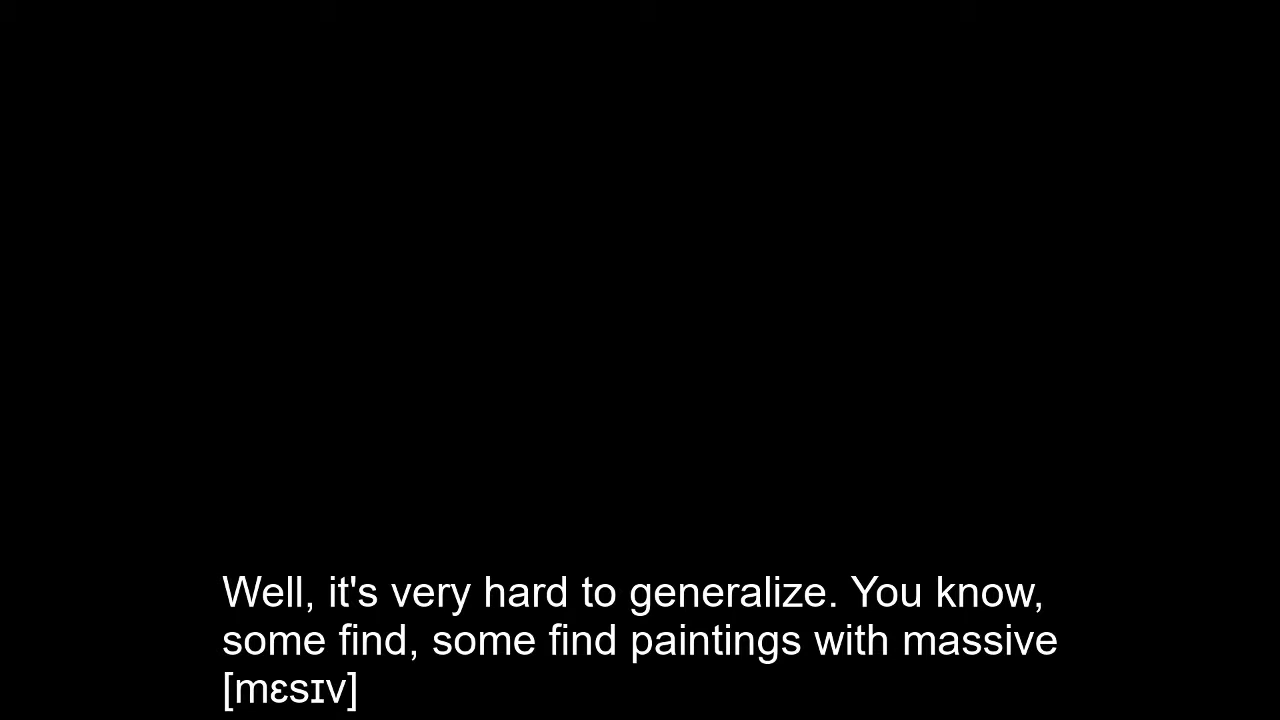 Well, it's very hard to generalize. You know,
some find, some find paintings with massive
[mɛsɪv]